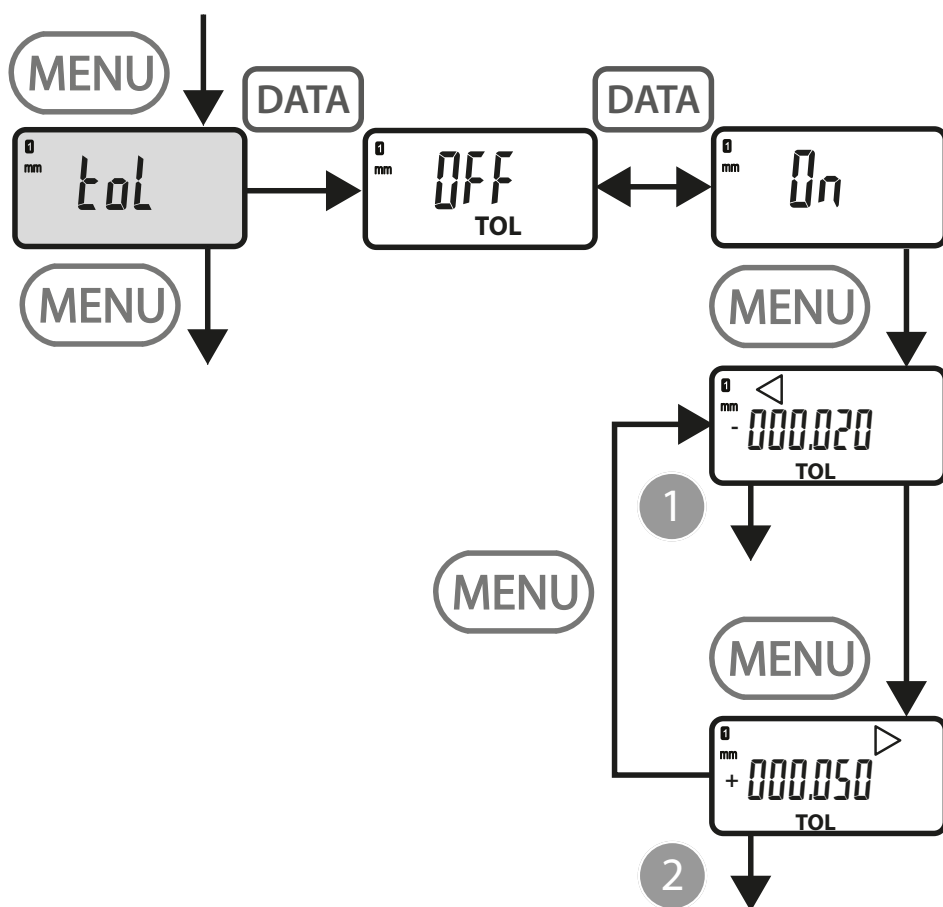 MENU
DATA
DATA
1
mm
toL
1
mm
OFF
TOL
1
mm
On
MENU
MENU
1
mm
- 000.020
TOL
1
MENU
MENU
1
mm
+ 000.050
TOL
2